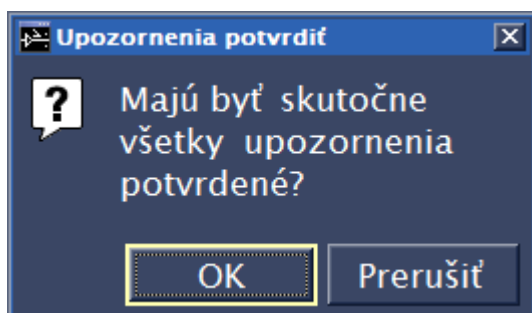 Upozornenia potvrdiť
Majú byť skutočne
všetky upozornenia
potvrdené?
OK Prerušiť